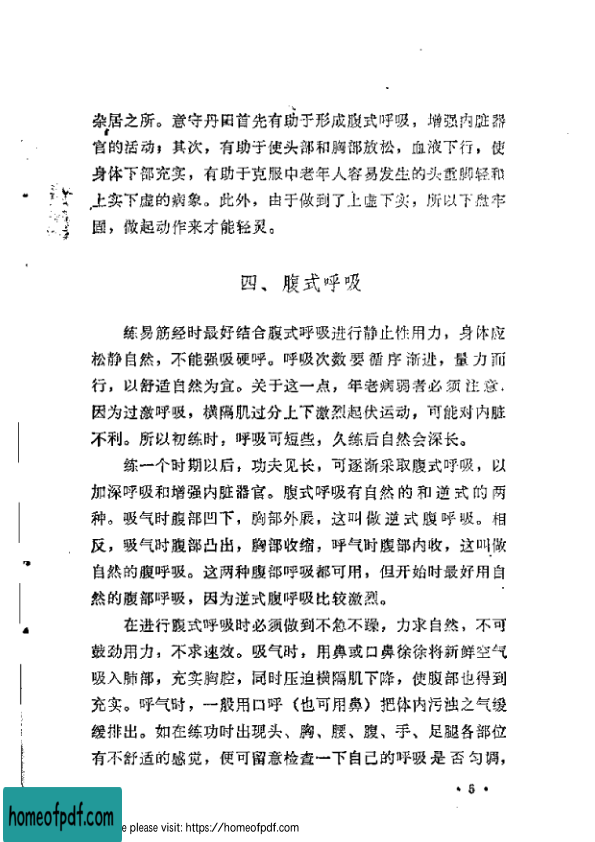 杂居之所。意守丹田首先有助于形成腹式呼吸，增强内脏器
官的活动；其次，有助于使头部和胸部放松，血液下行，使
身体下部充实，有助于克服中老年人容易发生的头重脚轻和
上实下虚的病象。此外，由于做到了上虚下实，所以下盘牢
固，做起动作来才能轻灵。
四、腹式呼吸
练易筋经时最好结合腹式呼吸进行静止性用力，身体应
松静自然，不能强吸硬呼。呼吸次数要循序渐进，量力而
行，以舒适自然为宜。关于这一点，年老病弱者必须注意．
因为过激呼吸，横隔肌过分上下激烈起伏运动，可能对内脏
不利。所以初练时，呼吸可短些，久练后自然会深长。
练一个时期以后，功夫见长，可逐渐采取腹式呼吸，以
加深呼吸和增强内脏器官。腹式呼吸有自然的和逆式的两
种。吸气时腹部凹下，胸部外展，这叫做逆式腹呼吸。相
反，吸气时腹部凸出，胸部收缩，呼气时腹部内收，这叫做
自然的腹呼吸。这两种腹部呼吸都可用，但开始时最好用自
然的腹部呼吸，因为逆式腹呼吸比较激烈。
在进行腹式呼吸时必须做到不急不躁，力求自然，不可
鼓劲用力，不求速效。吸气时，用鼻或口鼻徐徐将新鲜空气
吸入肺部，充实胸腔，同时压迫横隔肌下降，使腹部也得到
充实。呼气时，一般用口呼（也可用鼻）把体内污浊之气缓
缓排出。如在练功时出现头、胸、腰、腹、手、足腿各部位
有不舒适的感觉，便可留意检查一下自己的呼吸是否匀调，
• 5 •
homeofpdf.com
e please visit: https://homeofpdf.com